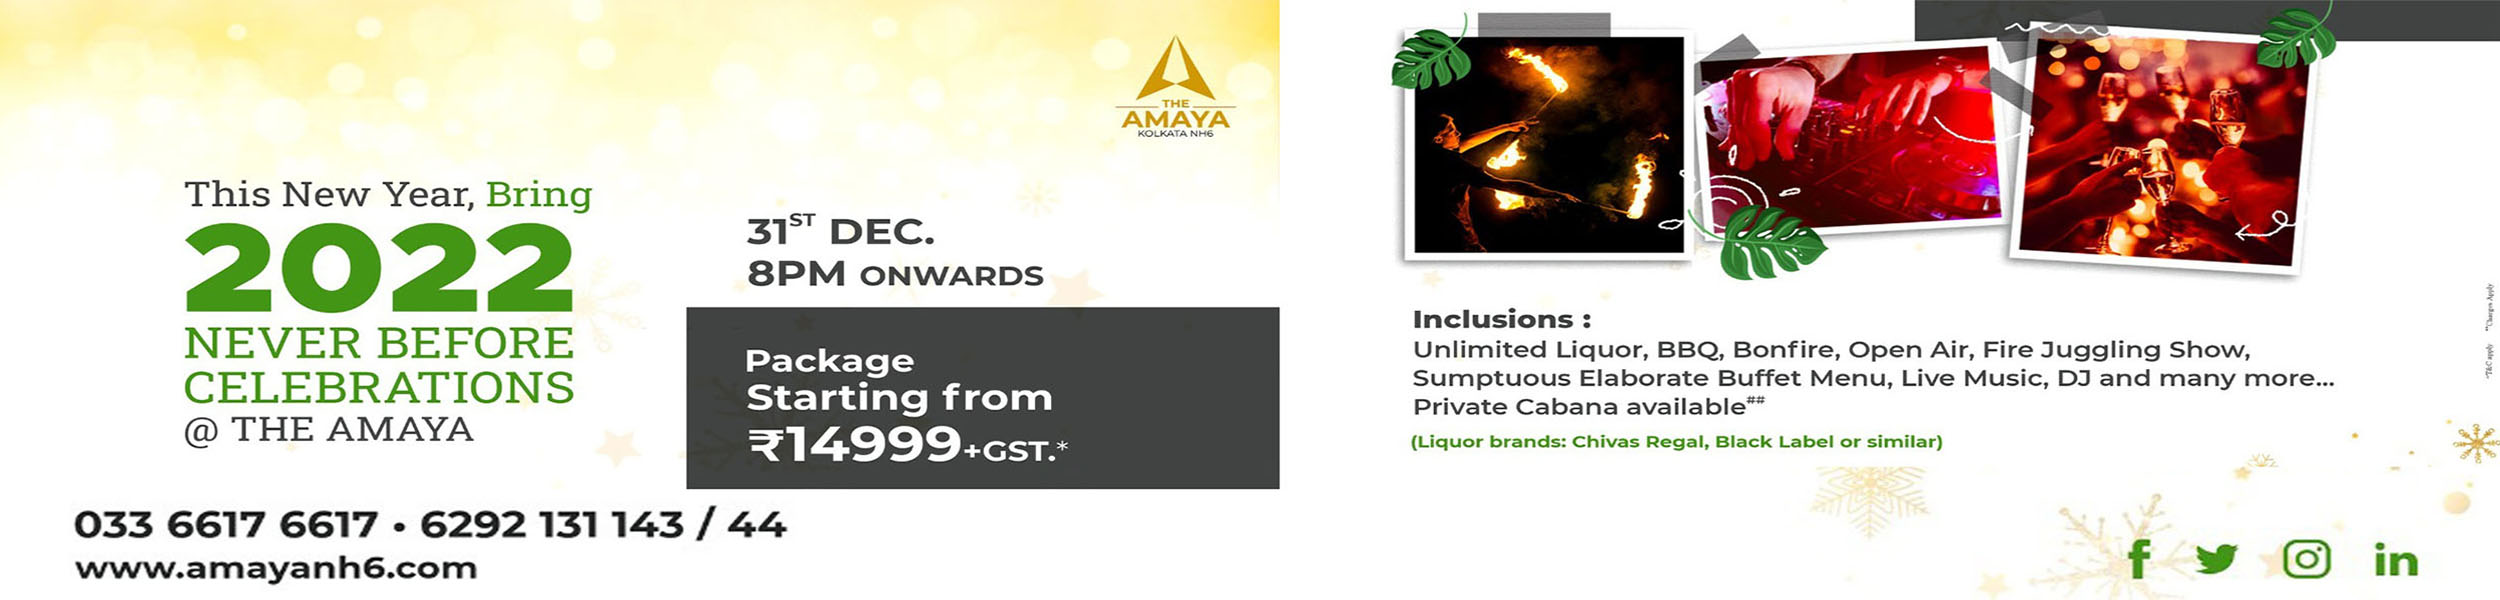 THE
AMAYA
KOLKATA NH6
This New Year, Bring
2022
NEVER BEFORE
CELEBRATIONS
@ THE AMAYA
31ST DEC.
8PM ONWARDS
Package
Starting from
₹14999+GST.*
033 6617 6617 • 6292 131 143 / 44
www.amayanh6.com
Inclusions :
Unlimited Liquor, BBQ, Bonfire, Open Air, Fire Juggling Show,
Sumptuous Elaborate Buffet Menu, Live Music, DJ and many more...
Private Cabana available##
(Liquor brands: Chivas Regal, Black Label or similar)
*T&C apply
##Charges Apply